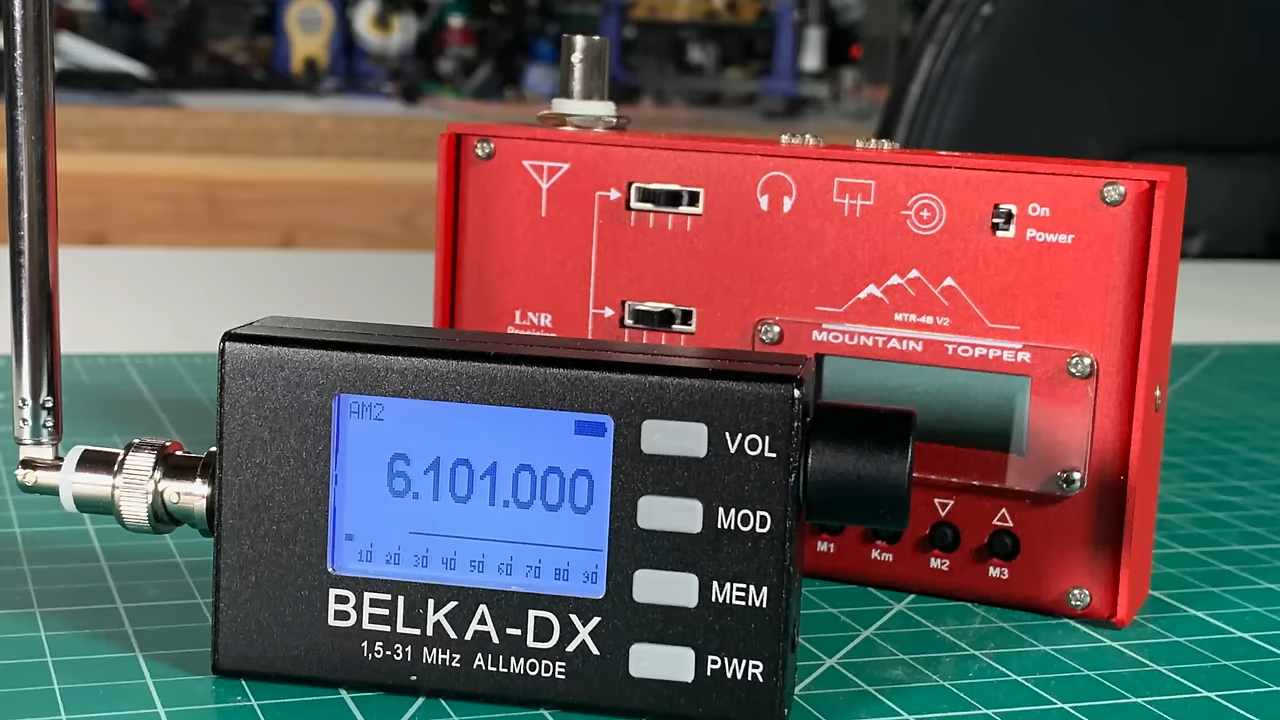 On
Power
LNR
Precision
MTR-4B V2
MOUNTAIN TOPPER
M1
Km
M2
M3
AM2
6.101.000
10 20 30 40 50 60 70 80 90
VOL
MOD
MEM
PWR
BELKA-DX
1,5-31 MHz ALLMODE